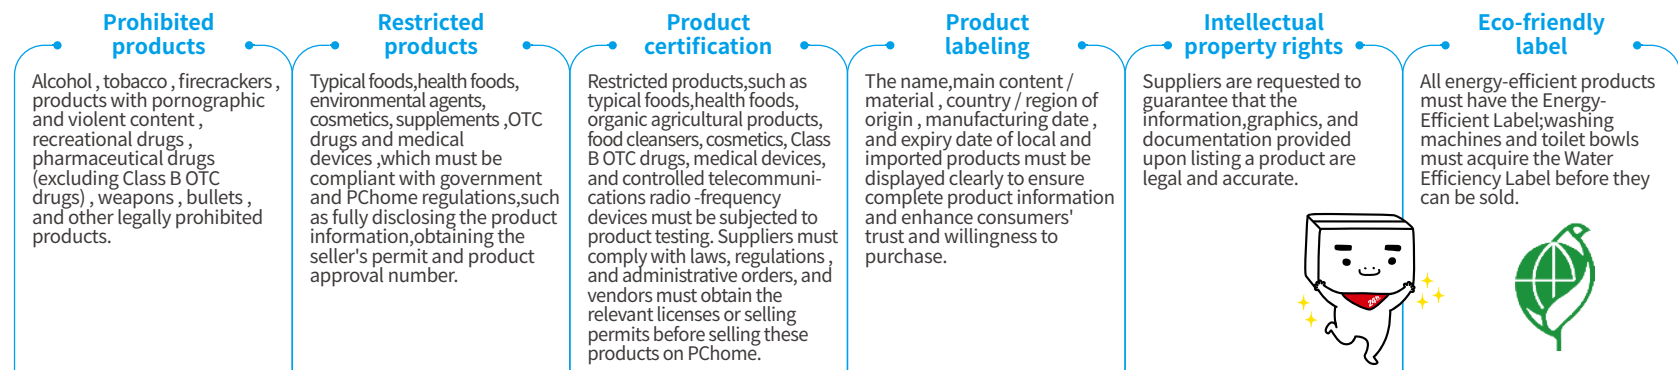 Prohibited
products
Alcohol , tobacco , firecrackers ,
products with pornographic
and violent content ,
recreational drugs ,
pharmaceutical drugs
(excluding Class B OTC
drugs) , weapons , bullets ,
and other legally prohibited
products.
Restricted
products
Typical foods,health foods,
environmental agents,
cosmetics, supplements ,OTC
drugs and medical
devices ,which must be
compliant with government
and PChome regulations,such
as fully disclosing the product
information,obtaining the
seller's permit and product
approval number.
Product
certification
Restricted products,such as
typical foods,health foods,
organic agricultural products,
food cleansers, cosmetics, Class
B OTC drugs, medical devices,
and controlled telecommuni-
cations radio -frequency
devices must be subjected to
product testing. Suppliers must
comply with laws, regulations ,
and administrative orders, and
vendors must obtain the
relevant licenses or selling
permits before selling these
products on PChome.
Product
labeling
The name,main content /
material , country / region of
origin , manufacturing date ,
and expiry date of local and
imported products must be
displayed clearly to ensure
complete product information
and enhance consumers'
trust and willingness to
purchase.
Intellectual
property rights
Suppliers are requested to
guarantee that the
information,graphics, and
documentation provided
upon listing a product are
legal and accurate.
24h
Eco-friendly
label
All energy-efficient products
must have the Energy-
Efficient Label;washing
machines and toilet bowls
must acquire the Water
Efficiency Label before they
can be sold.